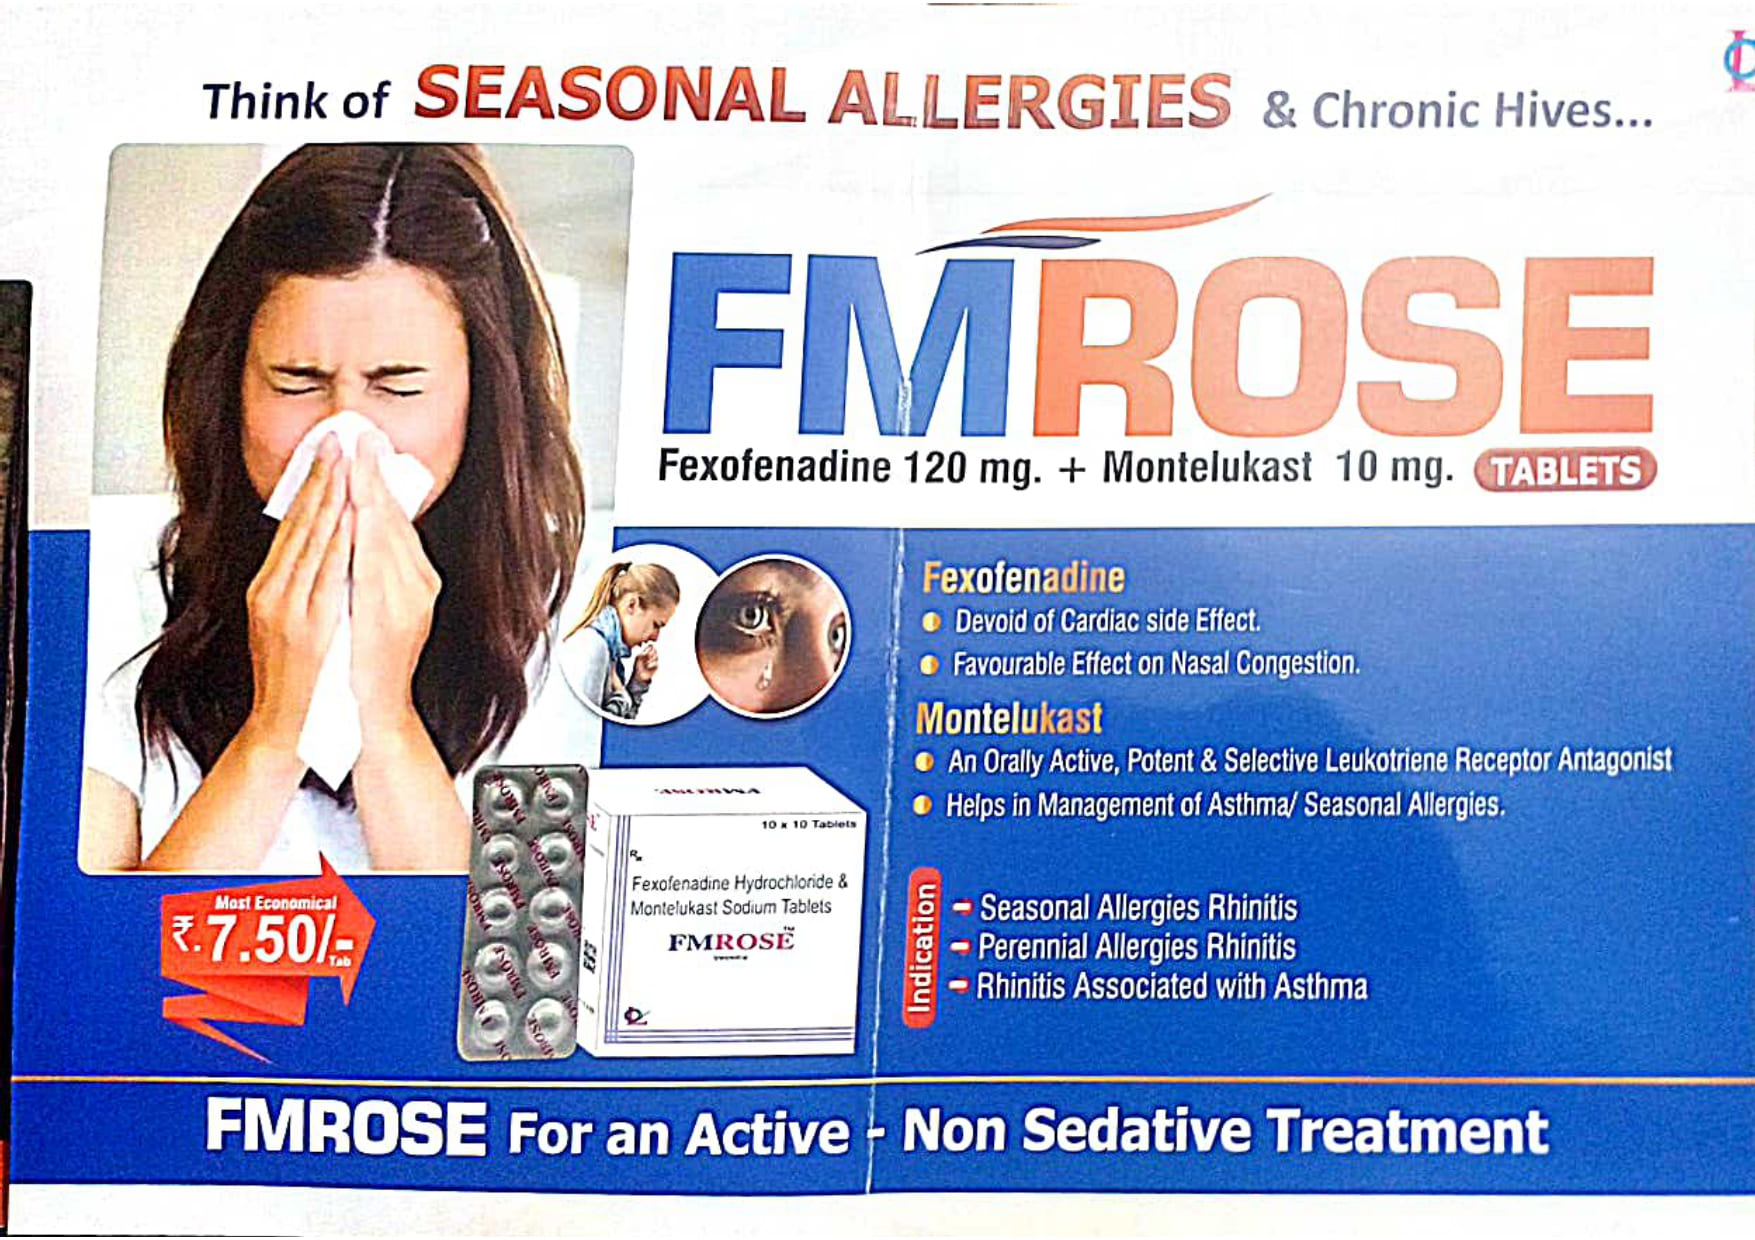 Think of SEASONAL ALLERGIES & Chronic Hives...
FMROSE
Fexofenadine 120 mg. + Montelukast 10 mg. TABLETS
Fexofenadine
Devoid of Cardiac side Effect.
Favourable Effect on Nasal Congestion.
Montelukast
An Orally Active, Potent & Selective Leukotriene Receptor Antagonist
Helps in Management of Asthma/ Seasonal Allergies.
Indication
- Seasonal Allergies Rhinitis
- Perennial Allergies Rhinitis
- Rhinitis Associated with Asthma
Most Economical
₹.7.50/-
Tab
FMROSE
10 x 10 Tablets
Rx
Fexofenadine Hydrochloride &
Montelukast Sodium Tablets
FMROSE™
FMROSE For an Active - Non Sedative Treatment